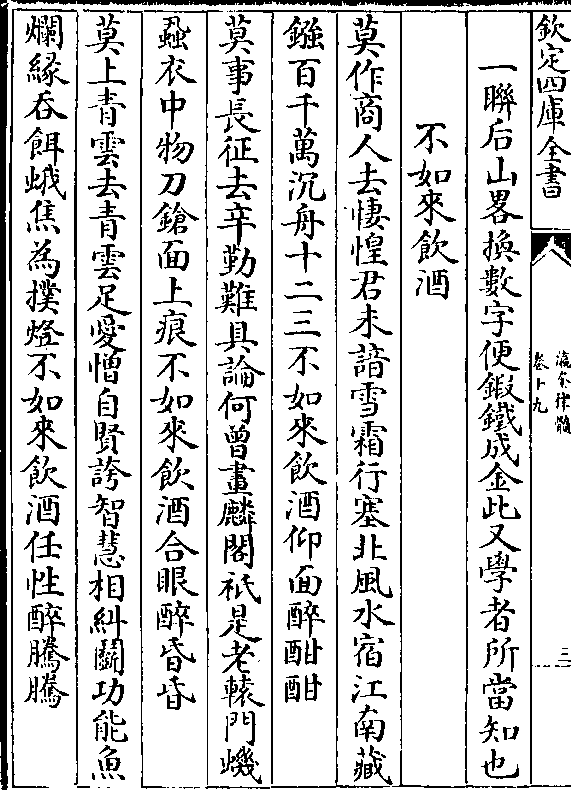 欽定四庫全書
瀛奎律髓
卷十九
三
一聯后山畧換數字便鍛鐵成金此又學者所當知也
不如來飲酒
莫作商人去悽惶君未諳雪霜行塞北風水宿江南藏
鏹百千萬沉舟十二三不如來飲酒仰面醉酣酣
莫事長征去辛勤難具論何曾畫麟閣祇是老轅門蟣
蝨衣中物刀鎗面上痕不如來飲酒合眼醉昏昏
莫上青雲去青雲足愛憎自賢誇智慧相糾鬭功能魚
爛緣吞餌蛾焦為撲燈不如來飲酒任性醉騰騰